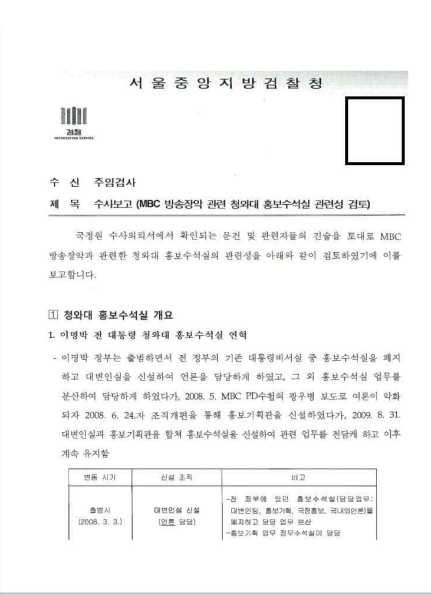 서울중앙지방검찰청
검찰
PROSECUTION SERVICE
수 신 주임검사
제 목 수사보고 (MBC 방송장악 관련 청와대 홍보수석실 관련성 검토)
국정원 수사의뢰서에서 확인되는 문건 및 관련자들의 진술을 토대로 MBC
방송장악과 관련한 청와대 홍보수석실의 관련성을 아래와 같이 검토하였기에 이를
보고합니다.
1 청와대 홍보수석실 개요
1. 이명박 전 대통령 청와대 홍보수석실 연혁
- 이명박 정부는 출범하면서 전 정부의 기존 대통령비서실 중 홍보수석실을 폐지
하고 대변인실을 신설하여 언론을 담당하게 하였고, 그 외 홍보수석실 업무를
분산하여 담당하게 하였다가, 2008. 5. MBC PD수첩의 광우병 보도로 여론이 악화
되자 2008. 6. 24.자 조직개편을 통해 홍보기획관을 신설하였다가, 2009. 8. 31.
대변인실과 홍보기획관을 합쳐 홍보수석실을 신설하여 관련 업무를 전담케 하고 이후
계속 유지함
변동 시기 신설 조직 비고
출범시 대변인실 신설 -전 정부에 있던 홍보수석실(담당업무:
(2008. 3. 3.) (언론 담당) 대변인팀, 홍보기획, 국정홍보, 국내외언론)을
폐지하고 담당 업무 분산
-홍보기획 업무 정무수석실이 담당